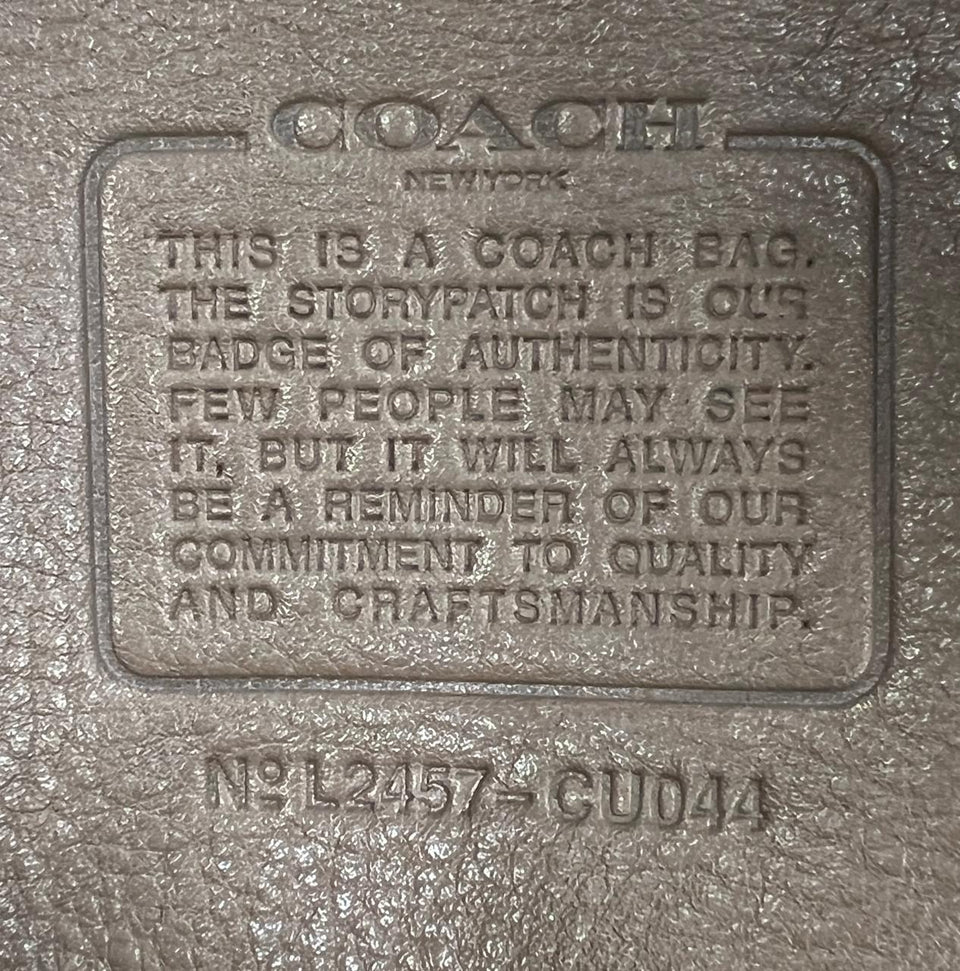 COACH
NEW YORK
THIS IS A COACH BAG.
THE STORYPATCH IS OUR
BADGE OF AUTHENTICITY.
FEW PEOPLE MAY SEE
IT, BUT IT WILL ALWAYS
BE A REMINDER OF OUR
COMMITMENT TO QUALITY
AND CRAFTSMANSHIP.
Nº L2457-CU044